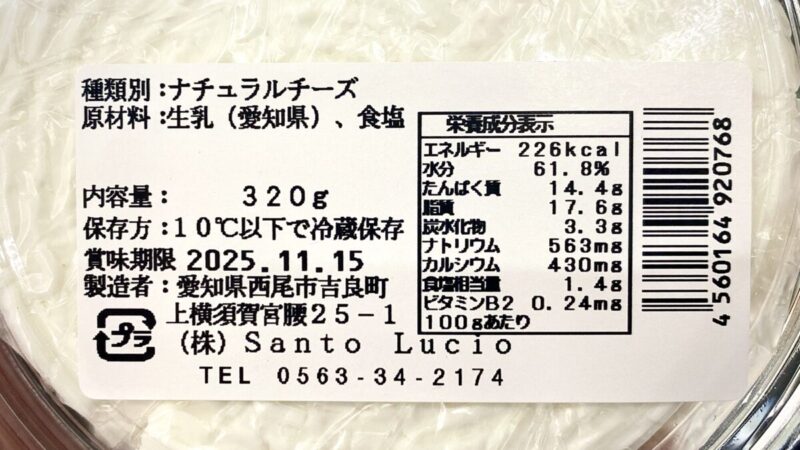 種類別:ナチュラルチーズ
原材料:生乳（愛知県）、食塩
内容量: 320g
保存方:10℃以下で冷蔵保存
賞味期限 2025.11.15
製造者:愛知県西尾市吉良町
上横須賀宮腰25-1
(株) Santo Lucio
TEL 0563-34-2174
プラ
栄養成分表示
エネルギー 226kcal
水分 61.8%
たんぱく質 14.4g
脂質 17.6g
炭水化物 3.3g
ナトリウム 563mg
カルシウム 430mg
食塩相当量 1.4g
ビタミンB2 0.24mg
100gあたり
4560164920768